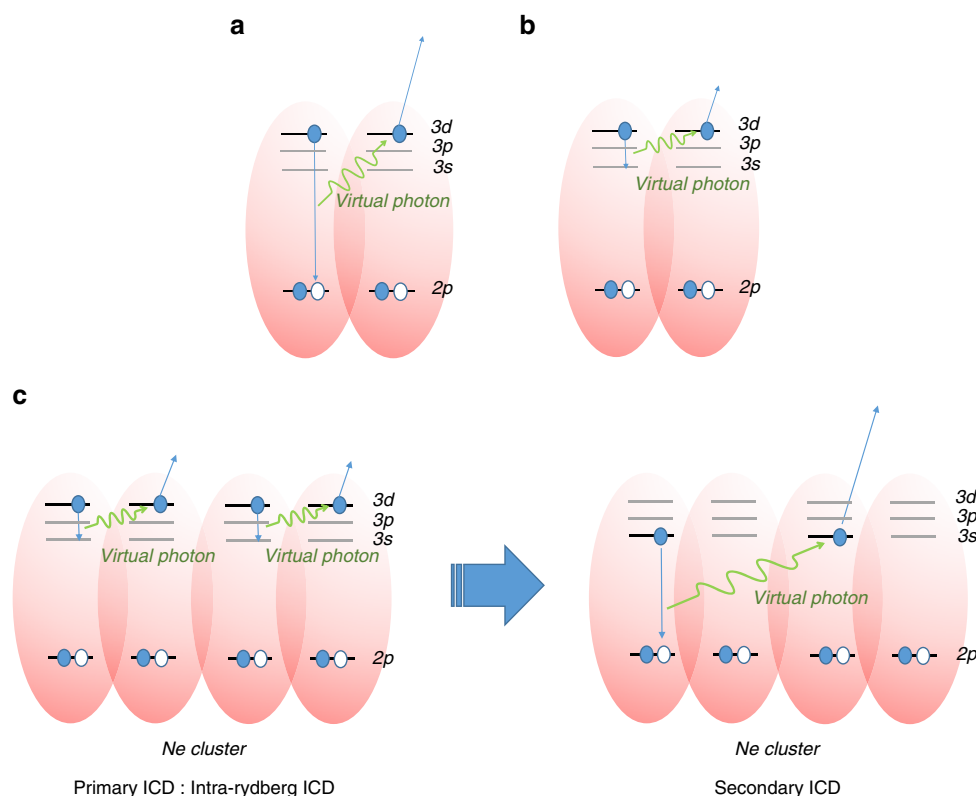 a
b
3d
3p
3s
Virtual photon
2p
3d
3p
3s
Virtual photon
2p
c
3d
3p
3s
Virtual photon
Virtual photon
2p
3d
3p
3s
Virtual photon
2p
Ne cluster
Ne cluster
Primary ICD : Intra-rydberg ICD
Secondary ICD